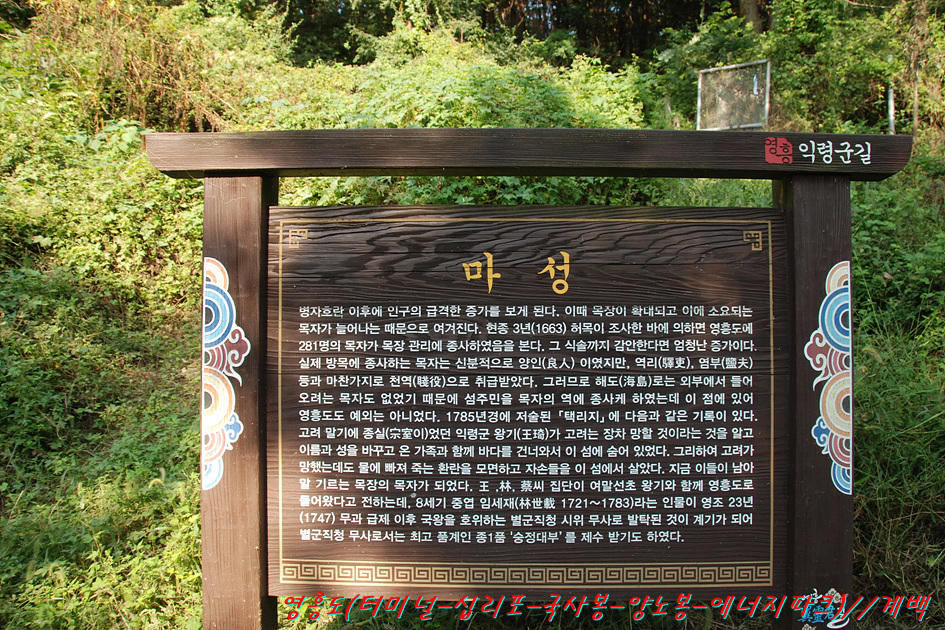 영흥 익령군길
마 성
병자호란 이후에 인구의 급격한 증가를 보게 된다. 이때 목장이 확대되고 이에 소요되는
목자가 늘어나는 때문으로 여겨진다. 현종 3년(1663) 허목이 조사한 바에 의하면 영흥도에
281명의 목자가 목장 관리에 종사하였음을 본다. 그 식솔까지 감안한다면 엄청난 증가이다.
실제 방목에 종사하는 목자는 신분적으로 양인(良人) 이였지만, 역리(驛吏), 염부(鹽夫)
등과 마찬가지로 천역(賤役)으로 취급받았다. 그러므로 해도(海島)로는 외부에서 들어
오려는 목자도 없었기 때문에 섬주민을 목자의 역에 종사케 하였는데 이 점에 있어
영흥도도 예외는 아니었다. 1785년경에 저술된 「택리지」에 다음과 같은 기록이 있다.
고려 말기에 종실(宗室이)었던 익령군 왕기(王琦)가 고려는 장차 망할 것이라는 것을 알고
이름과 성을 바꾸고 온 가족과 함께 바다를 건너와서 이 섬에 숨어 있었다. 그리하여 고려가
망했는데도 물에 빠져 죽는 환란을 모면하고 자손들을 이 섬에서 살았다. 지금 이들이 남아
말 기르는 목장의 목자가 되었다. 王 .林. 蔡씨 집단이 여말선초 왕기와 함께 영흥도로
들어왔다고 전하는데, 8세기 중엽 임세재(林世載 1721~1783)라는 인물이 영조 23년
(1747) 무과 급제 이후 국왕을 호위하는 별군직청 시위 무사로 발탁된 것이 계기가 되어
별군직청 무사로서는 최고 품계인 종1품 '숭정대부'를 제수 받기도 하였다.
영흥도(터미널-십리포-국사봉-양노봉-에너지파크)//계백